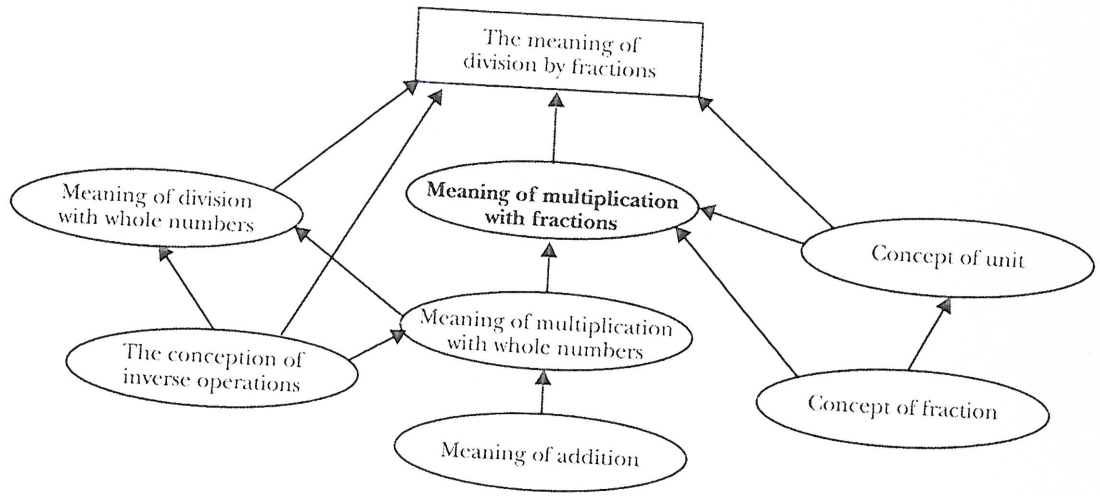 The meaning of
division by fractions
Meaning of division
with whole numbers
Meaning of multiplication
with fractions
Concept of unit
Meaning of multiplication
with whole numbers
The conception of
inverse operations
Concept of fraction
Meaning of addition